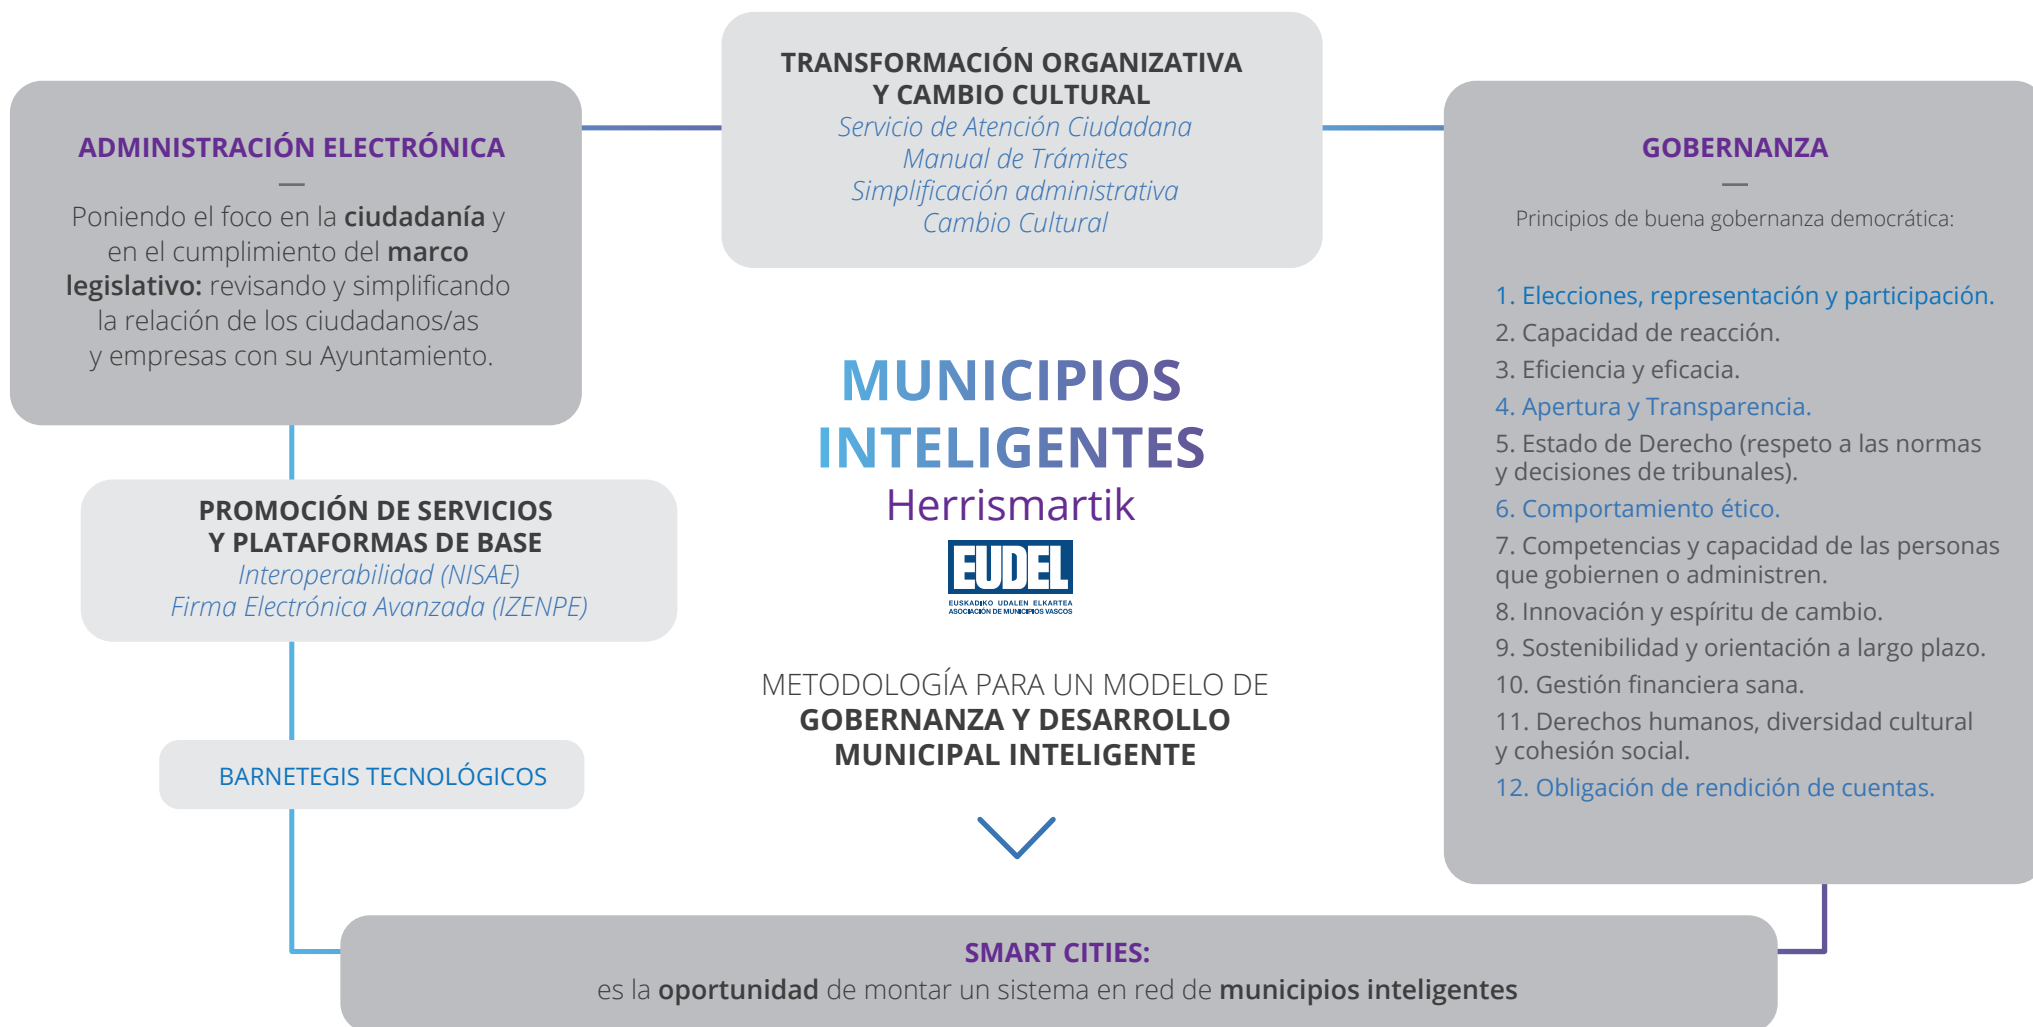 TRANSFORMACIÓN ORGANIZATIVA
Y CAMBIO CULTURAL
Servicio de Atención Ciudadana
Manual de Trámites
Simplificación administrativa
Cambio Cultural
ADMINISTRACIÓN ELECTRÓNICA
Poniendo el foco en la ciudadanía y
en el cumplimiento del marco
legislativo: revisando y simplificando
la relación de los ciudadanos/as
y empresas con su Ayuntamiento.
PROMOCIÓN DE SERVICIOS
Y PLATAFORMAS DE BASE
Interoperabilidad (NISAE)
Firma Electrónica Avanzada (IZENPE)
BARNETEGIS TECNOLÓGICOS
MUNICIPIOS
INTELIGENTES
Herrismartik
EUDEL
EUSKADIKO UDALEN ELKARTEA
ASOCIACIÓN DE MUNICIPIOS VASCOS
METODOLOGÍA PARA UN MODELO DE
GOBERNANZA Y DESARROLLO
MUNICIPAL INTELIGENTE
GOBERNANZA
Principios de buena gobernanza democrática:
1. Elecciones, representación y participación.
2. Capacidad de reacción.
3. Eficiencia y eficacia.
4. Apertura y Transparencia.
5. Estado de Derecho (respeto a las normas
y decisiones de tribunales).
6. Comportamiento ético.
7. Competencias y capacidad de las personas
que gobiernen o administren.
8. Innovación y espíritu de cambio.
9. Sostenibilidad y orientación a largo plazo.
10. Gestión financiera sana.
11. Derechos humanos, diversidad cultural
y cohesión social.
12. Obligación de rendición de cuentas.
SMART CITIES:
es la oportunidad de montar un sistema en red de municipios inteligentes